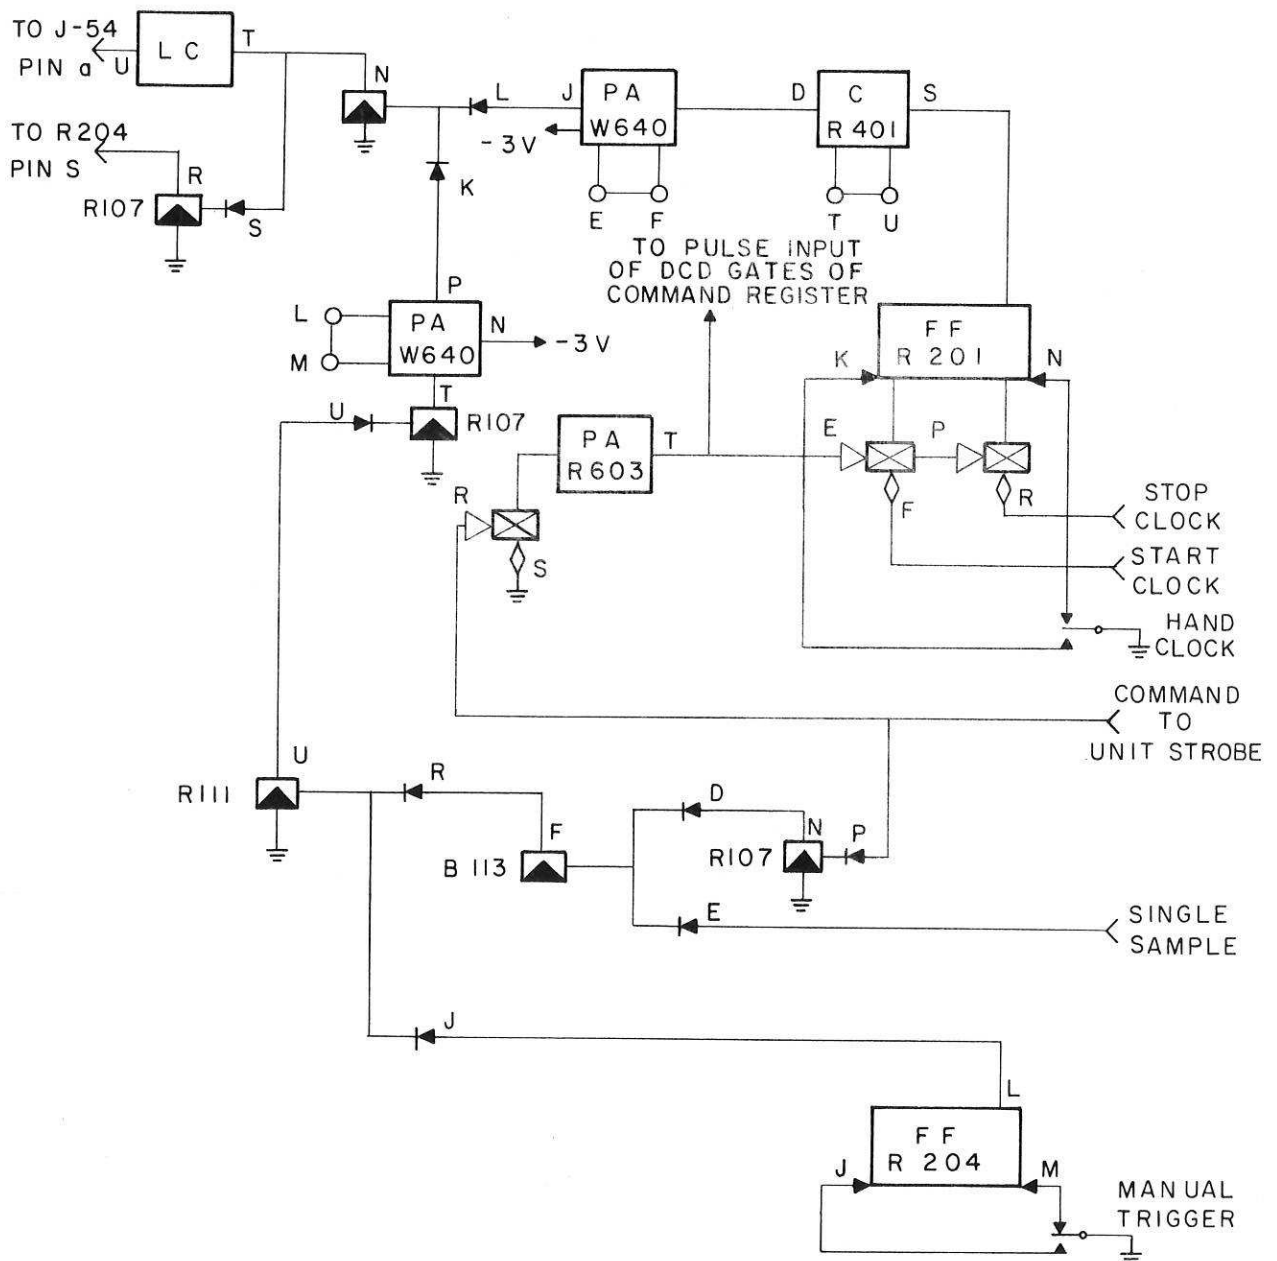 TO J-54
PIN a
U
LC
T
N
L
J
PA
W640
-3V
E
F
D
C
R401
S
T
U
TO R204
PIN S
R
R107
S
K
TO PULSE INPUT
OF DCD GATES OF
COMMAND REGISTER
P
L
M
PA
W640
N
-3V
T
U
R107
FF
R 201
K
N
PA
R603
T
E
P
F
R
R
S
STOP
CLOCK
START
CLOCK
HAND
CLOCK
COMMAND
TO
UNIT STROBE
U
R111
R
F
B 113
D
N
R107
P
E
SINGLE
SAMPLE
J
L
FF
R 204
J
M
MANUAL
TRIGGER